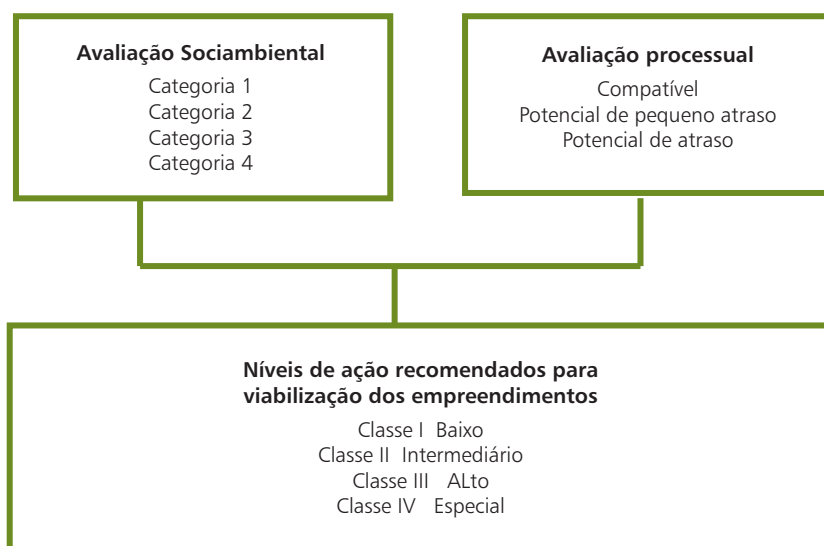 Avaliação Sociambiental
Categoria 1
Categoria 2
Categoria 3
Categoria 4
Avaliação processual
Compatível
Potencial de pequeno atraso
Potencial de atraso
Níveis de ação recomendados para
viabilização dos empreendimentos
Classe I Baixo
Classe II Intermediário
Classe III ALto
Classe IV Especial